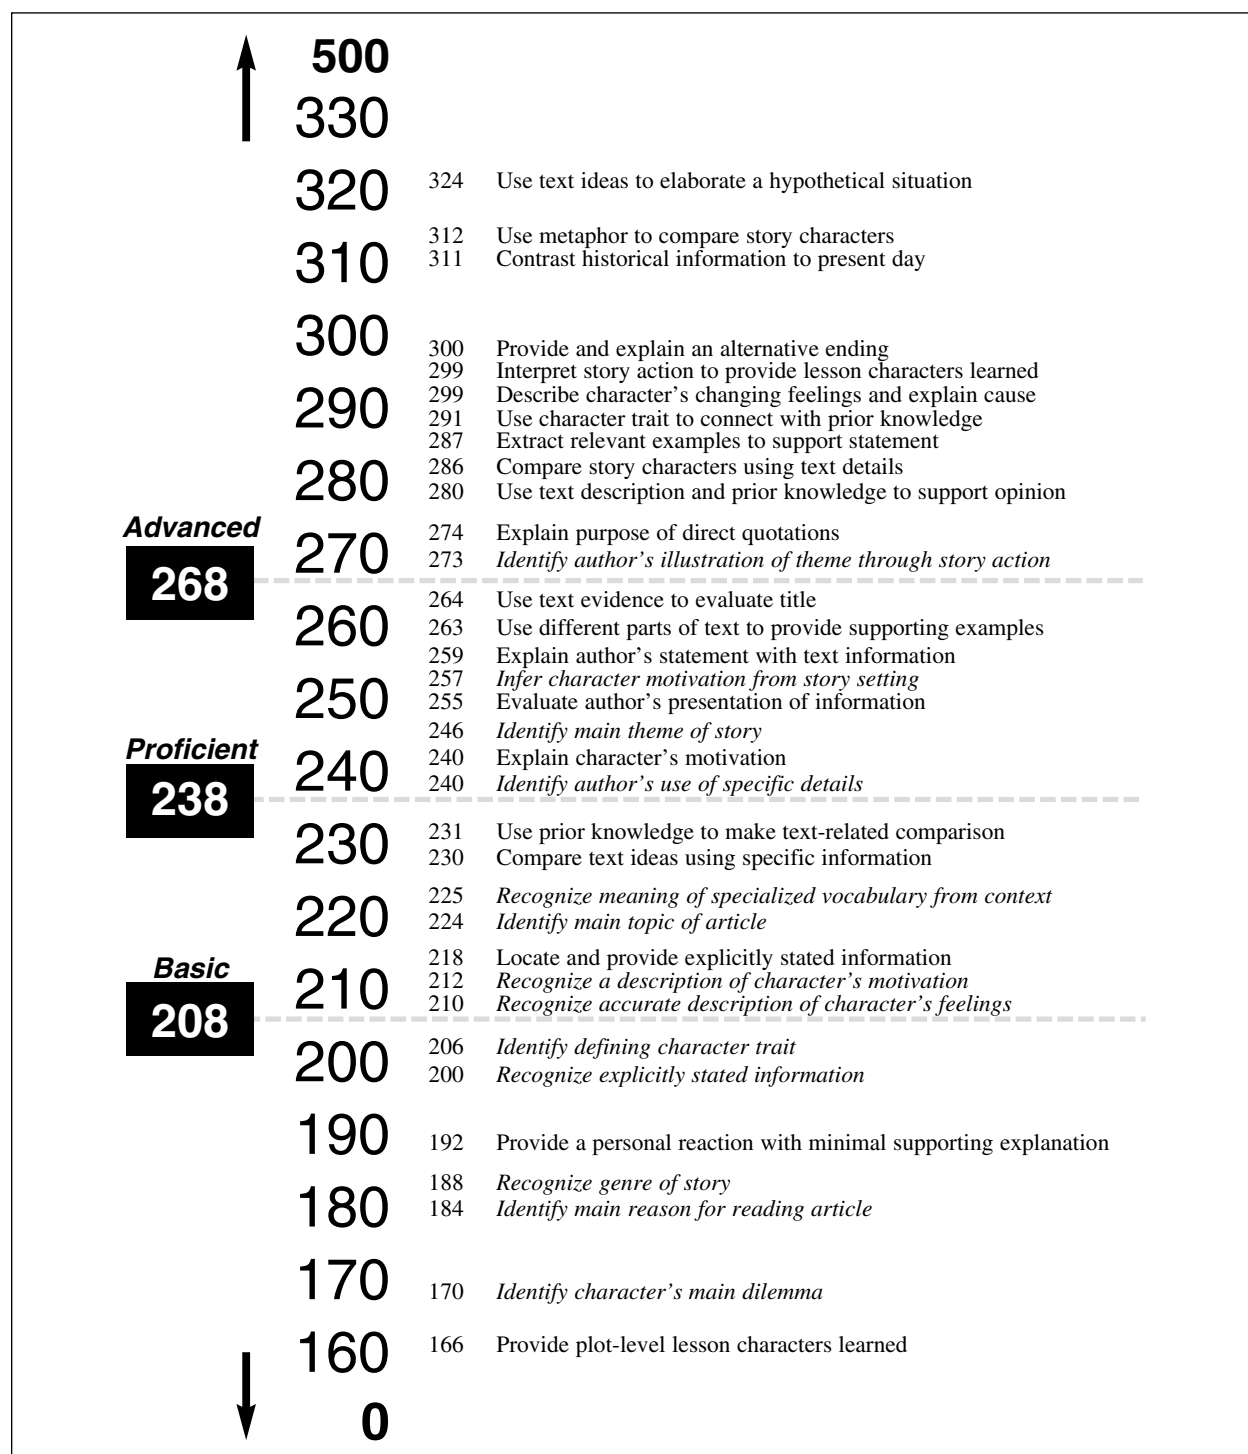 500
330
320
324 Use text ideas to elaborate a hypothetical situation
312 Use metaphor to compare story characters
310
311 Contrast historical information to present day
300
300 Provide and explain an alternative ending
299 Interpret story action to provide lesson characters learned
299 Describe character's changing feelings and explain cause
290
291 Use character trait to connect with prior knowledge
287 Extract relevant examples to support statement
286 Compare story characters using text details
280
280 Use text description and prior knowledge to support opinion
Advanced
274 Explain purpose of direct quotations
270
273 Identify author's illustration of theme through story action
268
264 Use text evidence to evaluate title
260
263 Use different parts of text to provide supporting examples
259 Explain author's statement with text information
257 Infer character motivation from story setting
250
255 Evaluate author's presentation of information
246 Identify main theme of story
Proficient
240
240 Explain character's motivation
240 Identify author's use of specific details
238
231 Use prior knowledge to make text-related comparison
230
230 Compare text ideas using specific information
225 Recognize meaning of specialized vocabulary from context
220
224 Identify main topic of article
218 Locate and provide explicitly stated information
Basic
212 Recognize a description of character's motivation
210
210 Recognize accurate description of character's feelings
208
206 Identify defining character trait
200
200 Recognize explicitly stated information
190
192 Provide a personal reaction with minimal supporting explanation
188 Recognize genre of story
180
184 Identify main reason for reading article
170
170 Identify character's main dilemma
160
166 Provide plot-level lesson characters learned
0